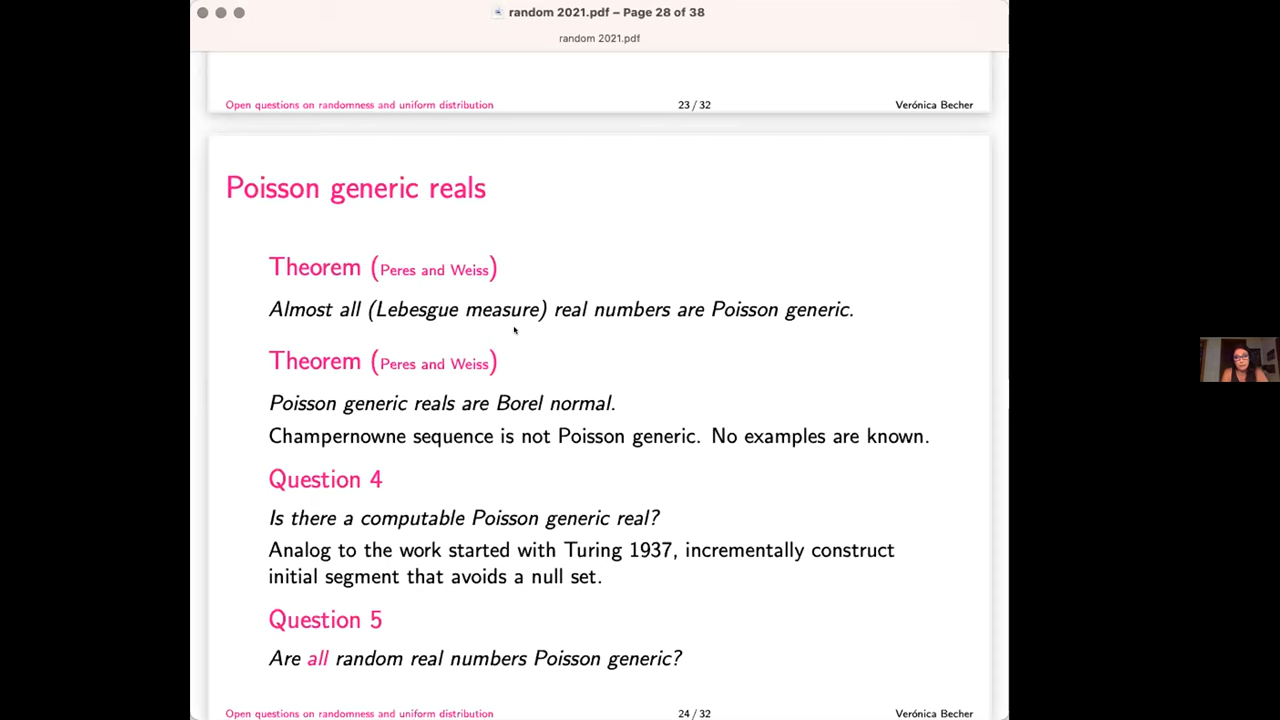 random 2021.pdf – Page 28 of 38
random 2021.pdf
Open questions on randomness and uniform distribution 23 / 32 Verónica Becher
Poisson generic reals
Theorem (Peres and Weiss)
Almost all (Lebesgue measure) real numbers are Poisson generic.
Theorem (Peres and Weiss)
Poisson generic reals are Borel normal.
Champernowne sequence is not Poisson generic. No examples are known.
Question 4
Is there a computable Poisson generic real?
Analog to the work started with Turing 1937, incrementally construct
initial segment that avoids a null set.
Question 5
Are all random real numbers Poisson generic?
Open questions on randomness and uniform distribution 24 / 32 Verónica Becher